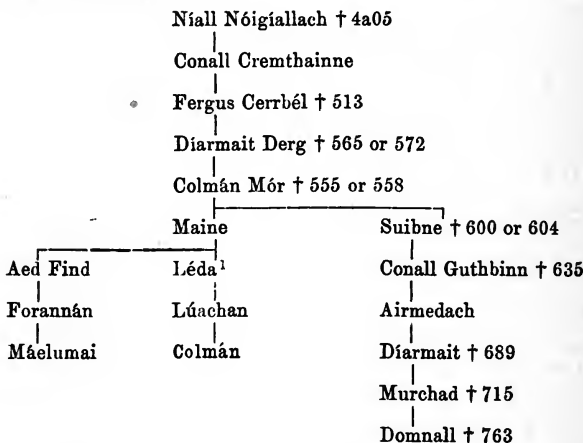 Níall Nóigíallach † 4a05
Conall Cremthainne
Fergus Cerrbél † 513
Díarmait Derg † 565 or 572
Colmán Mór † 555 or 558
Maine Suibne † 600 or 604
Aed Find Léda¹ Conall Guthbinn † 635
Forannán Lúachan Airmedach
Máelumai Colmán Díarmait † 689
Murchad † 715
Domnall † 763